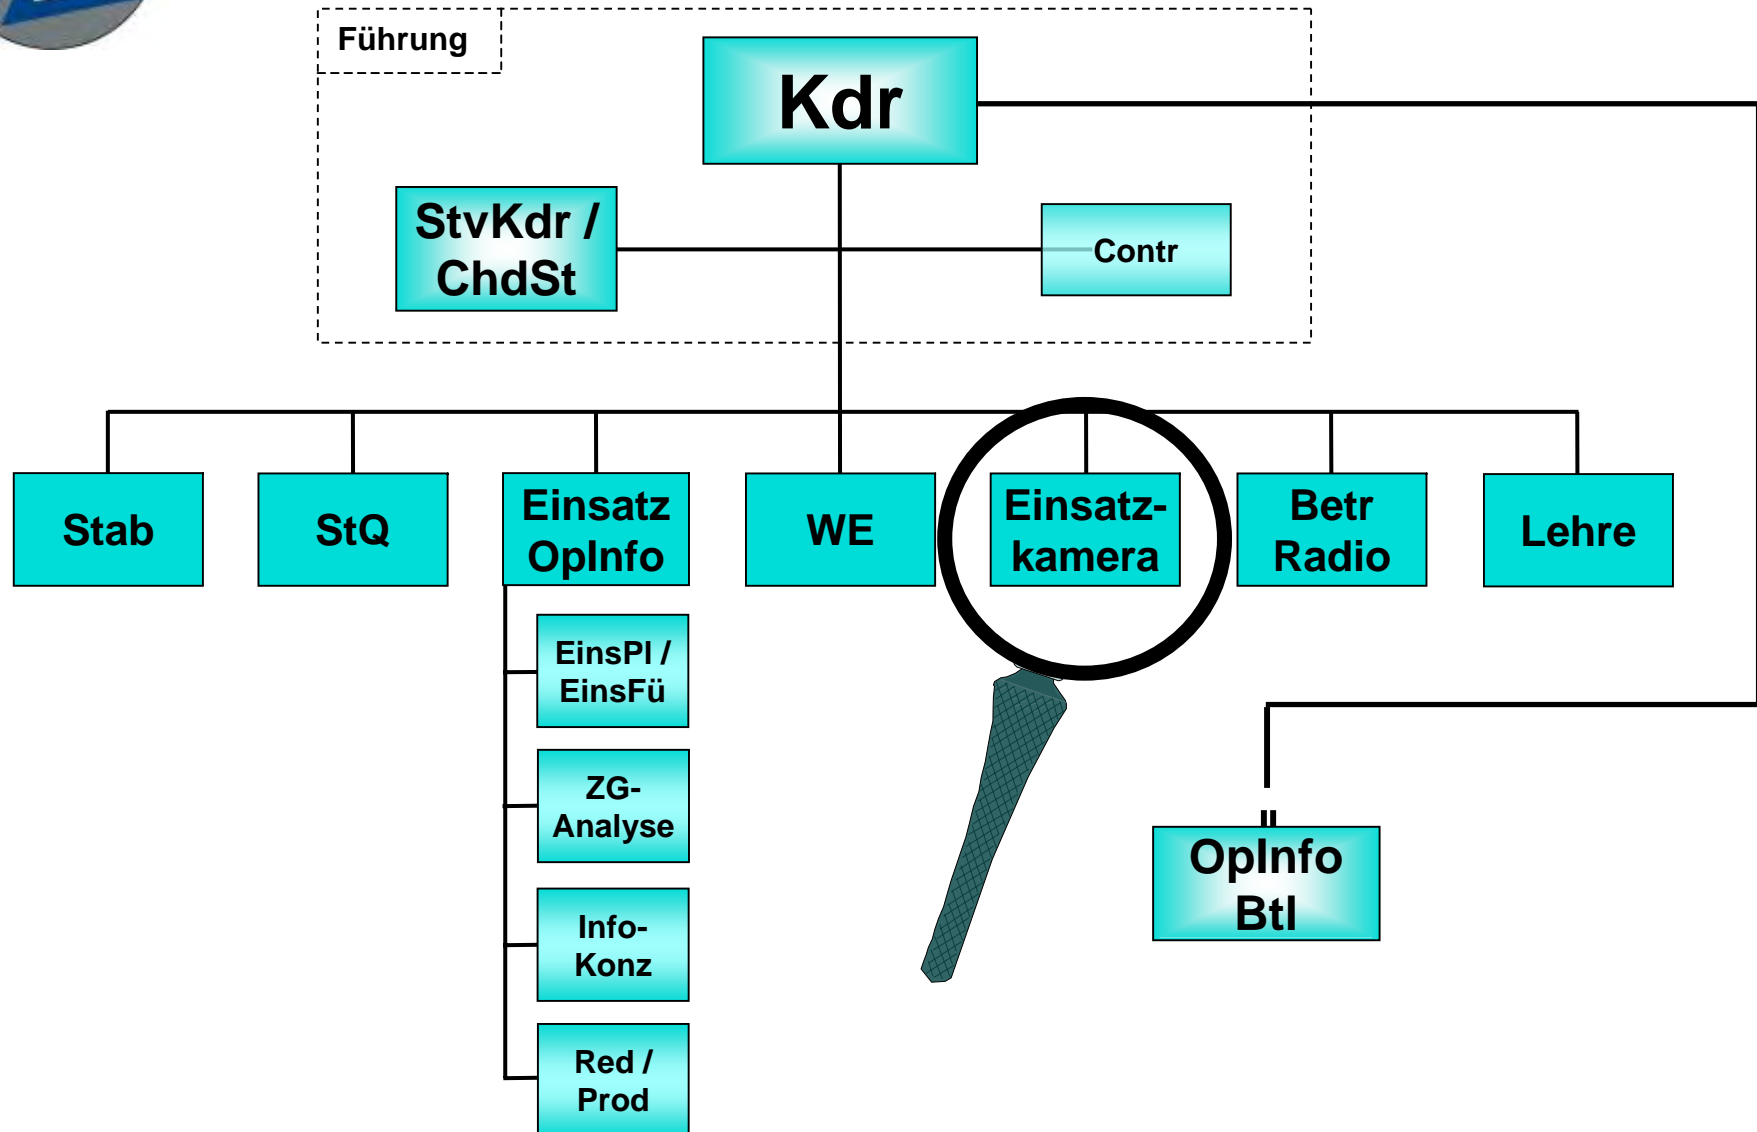 Führung
Kdr
StvKdr /
ChdSt
Contr
Stab
StQ
Einsatz
OpInfo
WE
Einsatz-
kamera
Betr
Radio
Lehre
EinsPl /
EinsFü
ZG-
Analyse
Info-
Konz
Red /
Prod
OpInfo
Btl